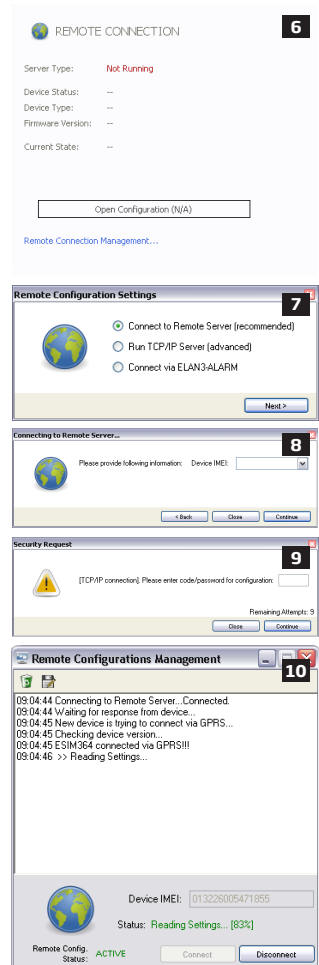 6
REMOTE CONNECTION
Server Type: Not Running
Device Status: --
Device Type: --
Firmware Version: --
Current State: --
Open Configuration (N/A)
Remote Connection Management...
7
Remote Configuration Settings
Connect to Remote Server (recommended)
Run TCP/IP Server (advanced)
Connect via ELAN3-ALARM
Next >
8
Connecting to Remote Server...
Please provide following information: Device IMEI:
< Back Close Continue
9
Security Request
[TCP/IP connection]. Please enter code/password for configuration:
Remaining Attempts: 9
Close Continue
10
Remote Configurations Management
09:04:44 Connecting to Remote Server...Connected.
09:04:44 Waiting for response from device...
09:04:45 New device is trying to connect via GPRS...
09:04:45 Checking device version...
09:04:45 ESIM364 connected via GPRS!!!
09:04:46 >> Reading Settings...
Device IMEI: 013226005471855
Status: Reading Settings... [83%]
Remote Config. Status: ACTIVE
Connect Disconnect